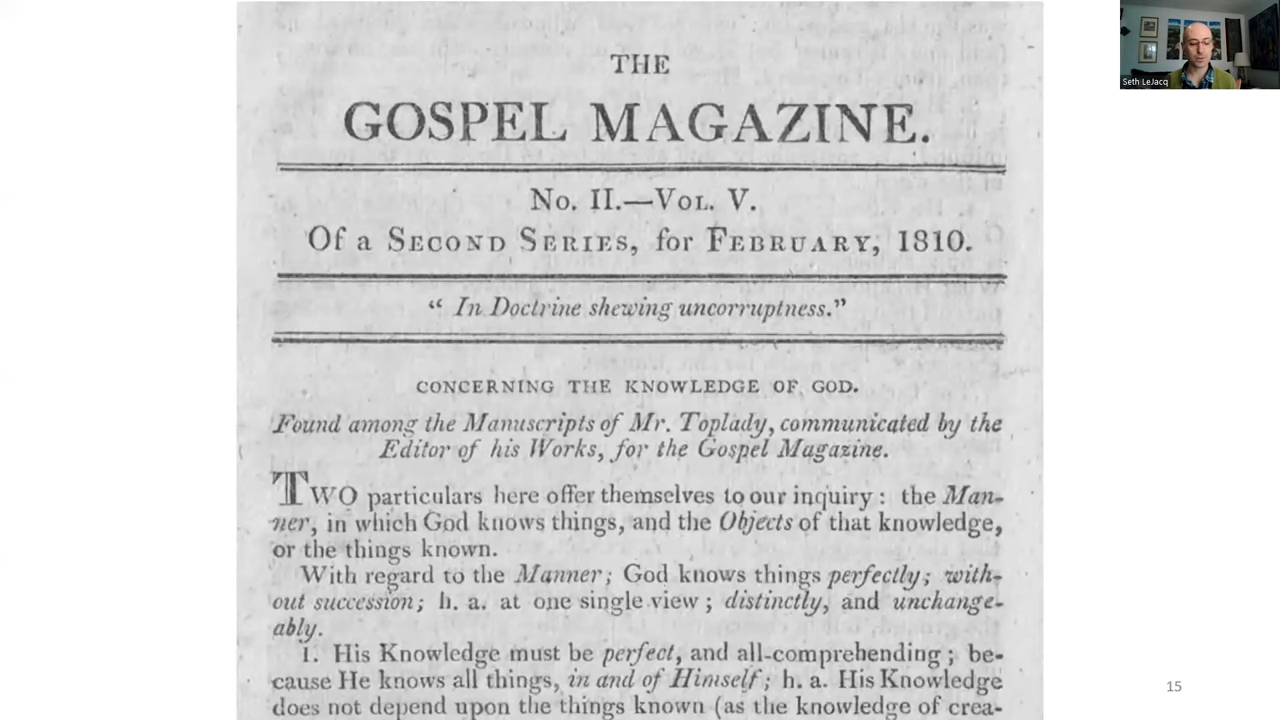 THE
GOSPEL MAGAZINE.
No. II.—Vol. V.
Of a Second Series, for February, 1810.
“ In Doctrine shewing uncorruptness.”
CONCERNING THE KNOWLEDGE OF GOD.
Found among the Manuscripts of Mr. Toplady, communicated by the
Editor of his Works, for the Gospel Magazine.
Two particulars here offer themselves to our inquiry : the Man-
ner, in which God knows things, and the Objects of that knowledge,
or the things known.
With regard to the Manner; God knows things perfectly; with-
out succession; h. a. at one single view ; distinctly, and unchange-
ably.
1. His Knowledge must be perfect, and all-comprehending ; be-
cause He knows all things, in and of Himself; h. a. His Knowledge
does not depend upon the things known (as the knowledge of crea-
Seth LeJacq
15